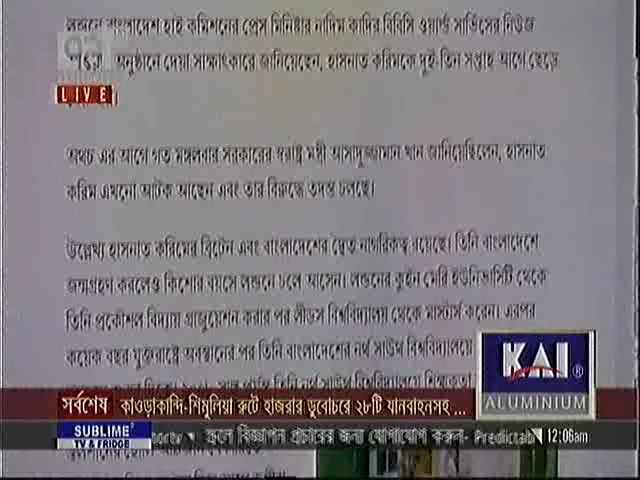 লন্ডনে বাংলাদেশ হাই কমিশনের প্রেস মিনিষ্টার নাদিম কাদির বিবিসি ওয়ার্ল্ড সার্ভিসের নিউজ
অনুষ্ঠানে দেয়া সাক্ষাৎকারে জানিয়েছেন, হাসনাত করিমকে দুই-তিন সপ্তাহ আগে ছেড়ে
LIVE
অথচ এর আগে গত মঙ্গলবার সরকারের স্বরাষ্ট্র মন্ত্রী আসাদুজ্জামান খান জানিয়েছিলেন, হাসনাত
করিম এখনো আটক আছেন এবং তার বিরুদ্ধে তদন্ত চলছে।
উল্লেখ্য হাসনাত করিমের ব্রিটেন এবং বাংলাদেশের দ্বৈত নাগরিকত্ব রয়েছে। তিনি বাংলাদেশে
জন্মগ্রহণ করলেও কিশোর বয়সে লন্ডনে চলে আসেন। লন্ডনের কুইন মেরি ইউনিভার্সিটি থেকে
তিনি প্রকৌশল বিদ্যায় গ্রাজুয়েশন করার পর লীডস বিশ্ববিদ্যালয় থেকে মাস্টার্স করেন। এরপর
কয়েক বছর যুক্তরাষ্ট্রে অবস্থানের পর তিনি বাংলাদেশের নর্থ সাউথ বিশ্ববিদ্যালয়ে
KAI ®
ALUMINIUM
সর্বশেষ কাওড়াকান্দি-শিমুলিয়া রুটে হাজরার ডুবোচরে ২৮টি যানবাহনসহ ...
SUBLIME
TV & FRIDGE
স্ক্রলে বিজ্ঞাপন প্রচারের জন্য যোগাযোগ করুন- Predictab
12:06am